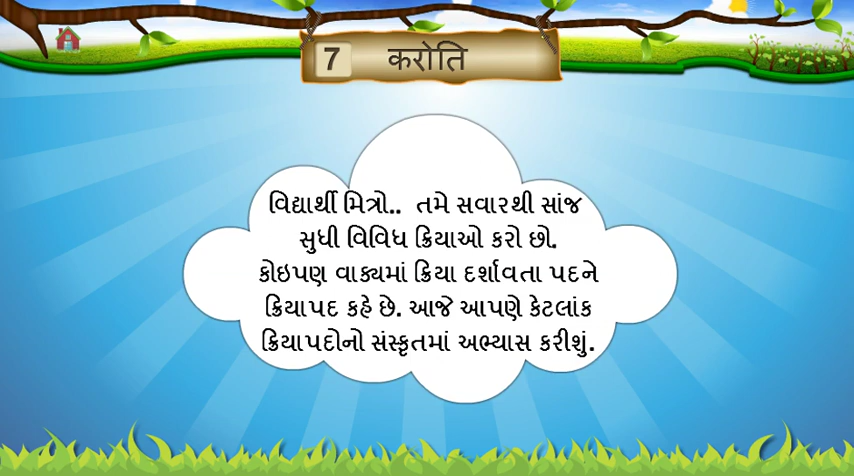 7 करोति
વિદ્યાર્થી મિત્રો.. તમે સવારથી સાંજ
સુધી વિવિધ ક્રિયાઓ કરો છો.
કોઇપણ વાક્યમાં ક્રિયા દર્શાવતા પદને
ક્રિયાપદ કહે છે. આજે આપણે કેટલાંક
ક્રિયાપદોનો સંસ્કૃતમાં અભ્યાસ કરીશું.